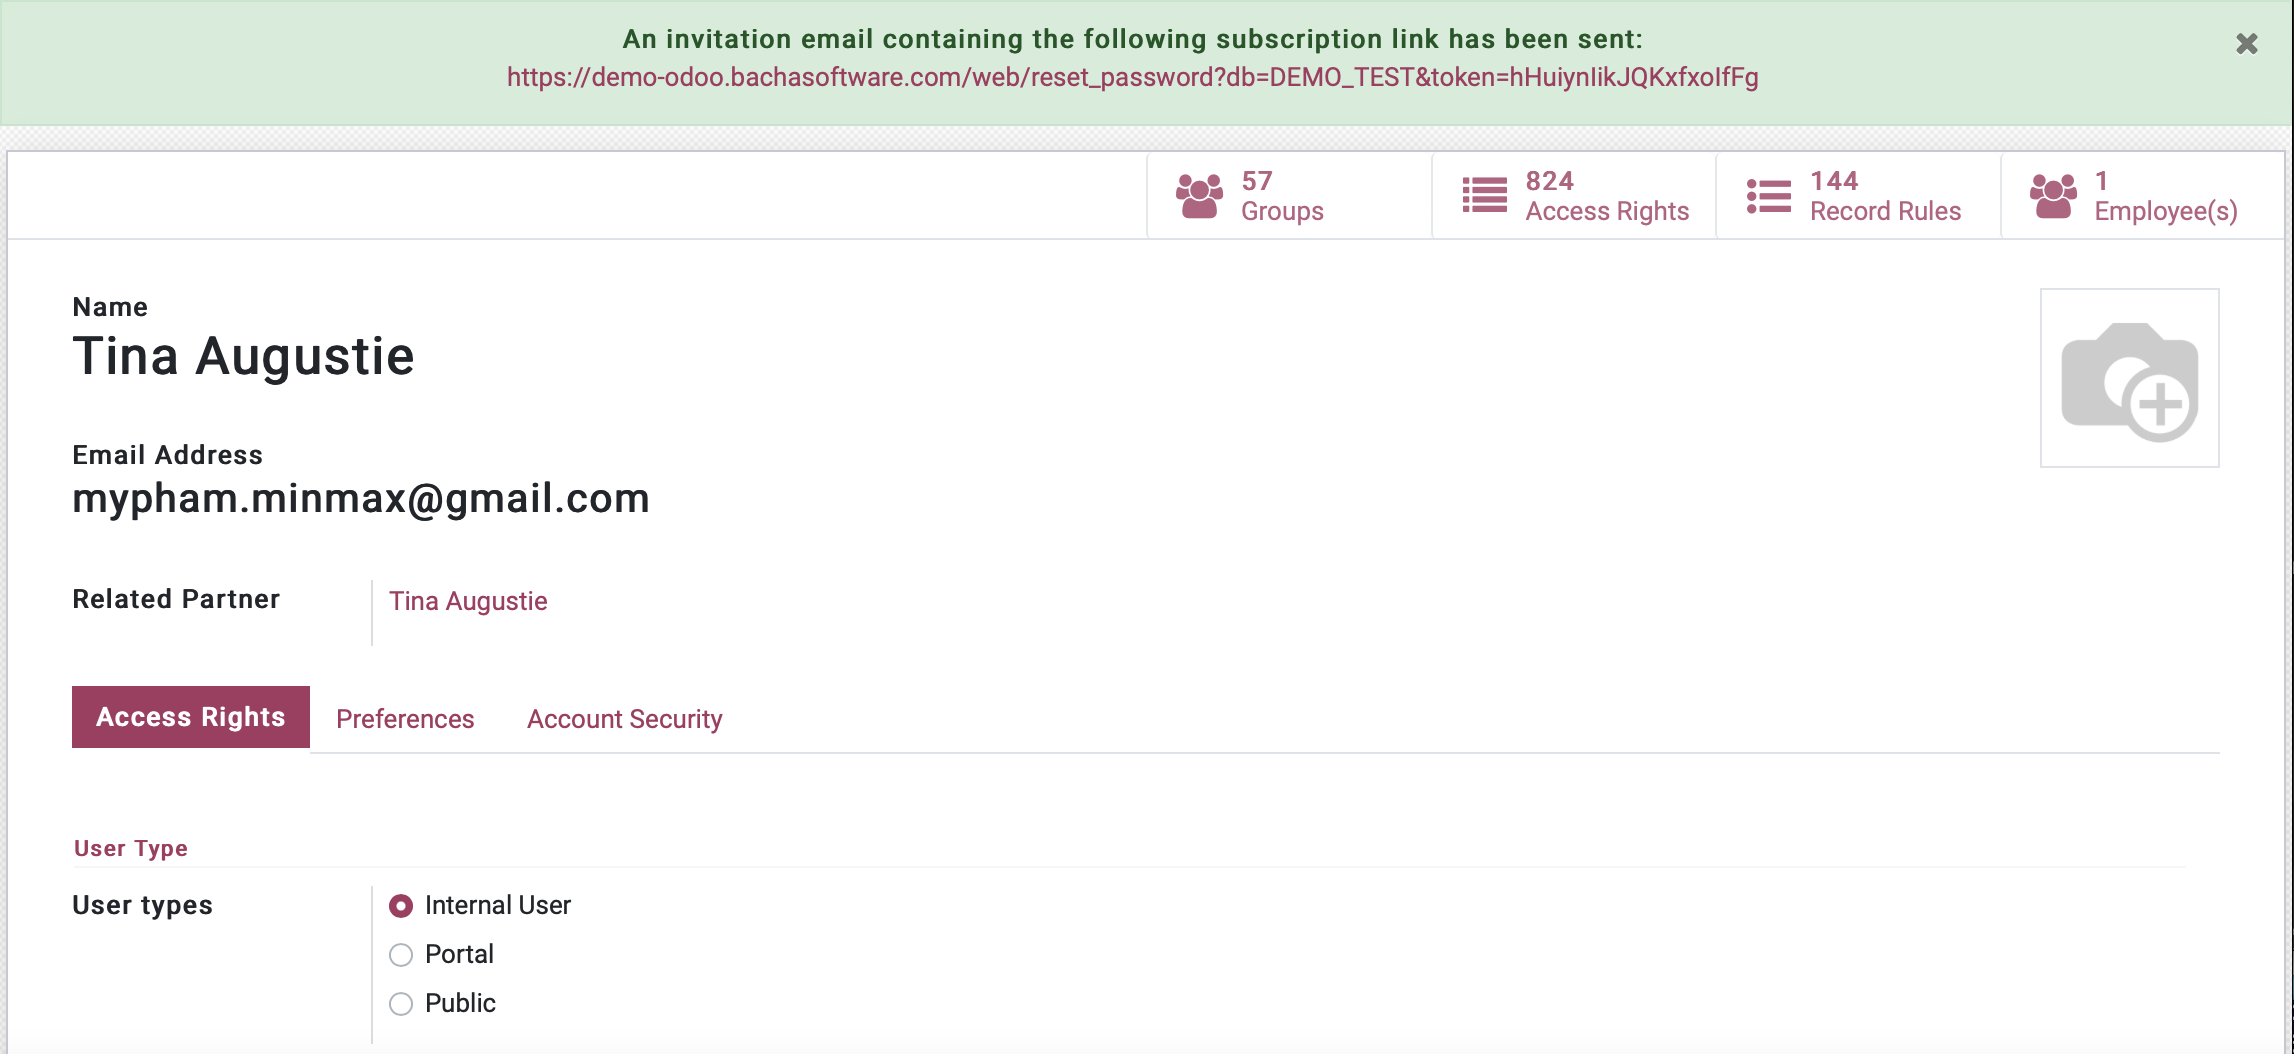 An invitation email containing the following subscription link has been sent:
https://demo-odoo.bachasoftware.com/web/reset_password?db=DEMO_TEST&token=hHuiynIikJQKxfxoIfFg
57
Groups
824
Access Rights
144
Record Rules
1
Employee(s)
Name
Tina Augustie
Email Address
mypham.minmax@gmail.com
Related Partner
Tina Augustie
Access Rights
Preferences
Account Security
User Type
User types
Internal User
Portal
Public